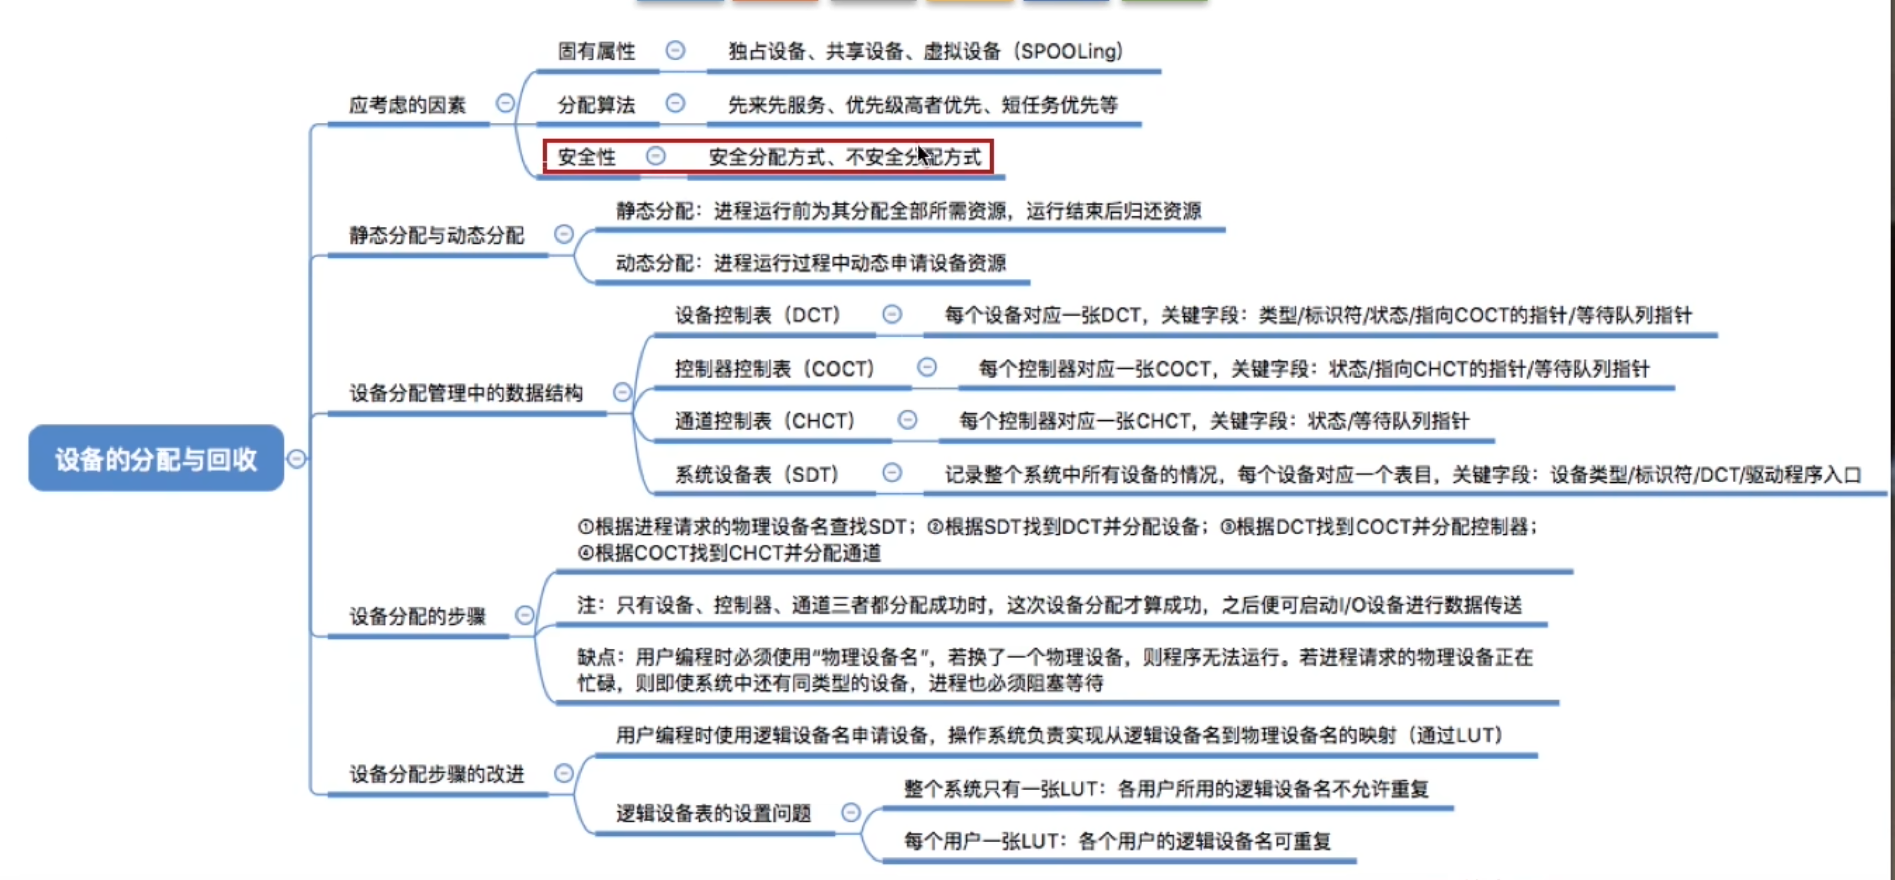 设备的分配与回收
应考虑的因素
固有属性
独占设备、共享设备、虚拟设备（SPOOLing）
分配算法
先来先服务、优先级高者优先、短任务优先等
安全性
安全分配方式、不安全分配方式
静态分配与动态分配
静态分配：进程运行前为其分配全部所需资源，运行结束后归还资源
动态分配：进程运行过程中动态申请设备资源
设备分配管理中的数据结构
设备控制表（DCT）
每个设备对应一张DCT，关键字段：类型/标识符/状态/指向COCT的指针/等待队列指针
控制器控制表（COCT）
每个控制器对应一张COCT，关键字段：状态/指向CHCT的指针/等待队列指针
通道控制表（CHCT）
每个控制器对应一张CHCT，关键字段：状态/等待队列指针
系统设备表（SDT）
记录整个系统中所有设备的情况，每个设备对应一个表目，关键字段：设备类型/标识符/DCT/驱动程序入口
设备分配的步骤
①根据进程请求的物理设备名查找SDT；②根据SDT找到DCT并分配设备；③根据DCT找到COCT并分配控制器；
④根据COCT找到CHCT并分配通道
注：只有设备、控制器、通道三者都分配成功时，这次设备分配才算成功，之后便可启动I/O设备进行数据传送
缺点：用户编程时必须使用“物理设备名”，若换了一个物理设备，则程序无法运行。若进程请求的物理设备正在
忙碌，则即使系统中还有同类型的设备，进程也必须阻塞等待
设备分配步骤的改进
用户编程时使用逻辑设备名申请设备，操作系统负责实现从逻辑设备名到物理设备名的映射（通过LUT）
逻辑设备表的设置问题
整个系统只有一张LUT：各用户所用的逻辑设备名不允许重复
每个用户一张LUT：各个用户的逻辑设备名可重复